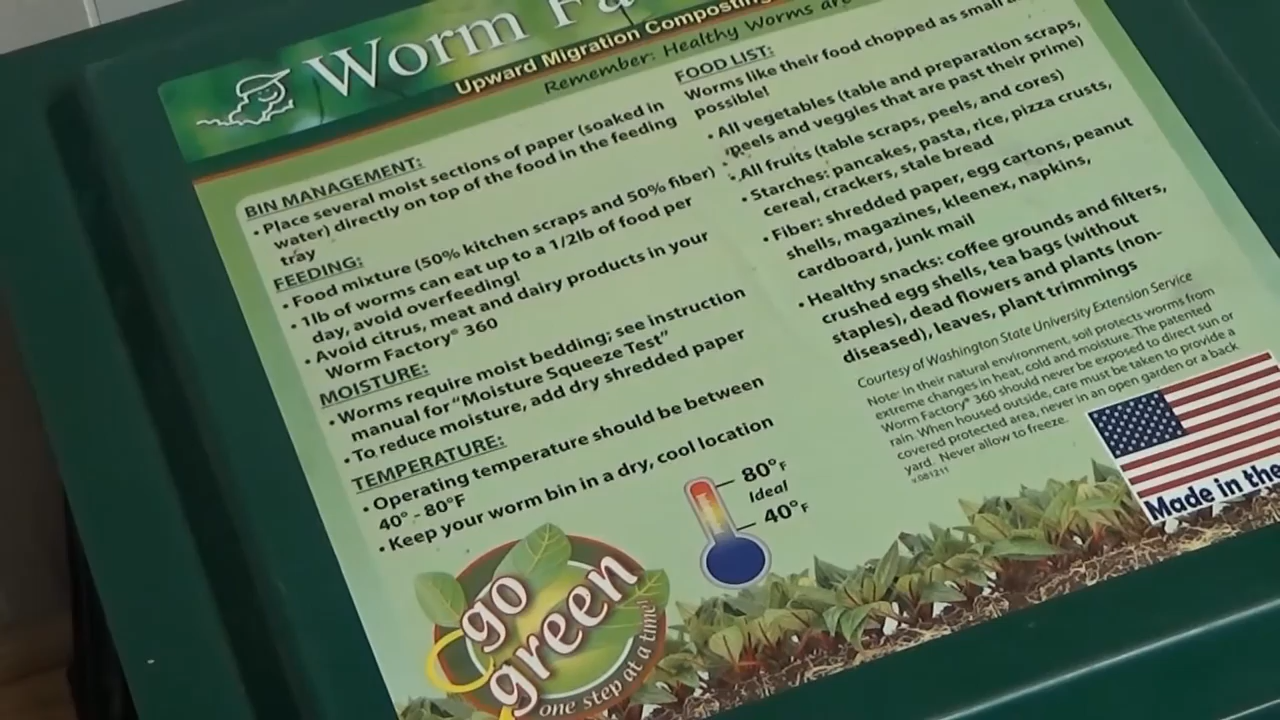 Worm
Upward Migration Composting
Remember: Healthy Worms are
BIN MANAGEMENT:
• Place several moist sections of paper (soaked in
water) directly on top of the food in the feeding
tray
FEEDING:
• Food mixture (50% kitchen scraps and 50% fiber)
• 1lb of worms can eat up to a 1/2lb of food per
day, avoid overfeeding!
• Avoid citrus, meat and dairy products in your
Worm Factory® 360
MOISTURE:
• Worms require moist bedding; see instruction
manual for "Moisture Squeeze Test"
• To reduce moisture, add dry shredded paper
TEMPERATURE:
• Operating temperature should be between
40° - 80°F
• Keep your worm bin in a dry, cool location
80°F
Ideal
40°F
go
green
one step at a time!
FOOD LIST:
Worms like their food chopped as small
possible!
• All vegetables (table and preparation scraps,
peels and veggies that are past their prime)
• All fruits (table scraps, peels, and cores)
• Starches: pancakes, pasta, rice, pizza crusts,
cereal, crackers, stale bread
• Fiber: shredded paper, egg cartons, peanut
shells, magazines, kleenex, napkins,
cardboard, junk mail
• Healthy snacks: coffee grounds and filters,
crushed egg shells, tea bags (without
staples), dead flowers and plants (non-
diseased), leaves, plant trimmings
Courtesy of Washington State University Extension Service
Note: in their natural environment, soil protects worms from
extreme changes in heat, cold and moisture. The patented
Worm Factory® 360 should never be exposed to direct sun or
rain. When housed outside, care must be taken to provide a
covered protected area, never in an open garden or a back
yard. Never allow to freeze.
v.081211
Made in the